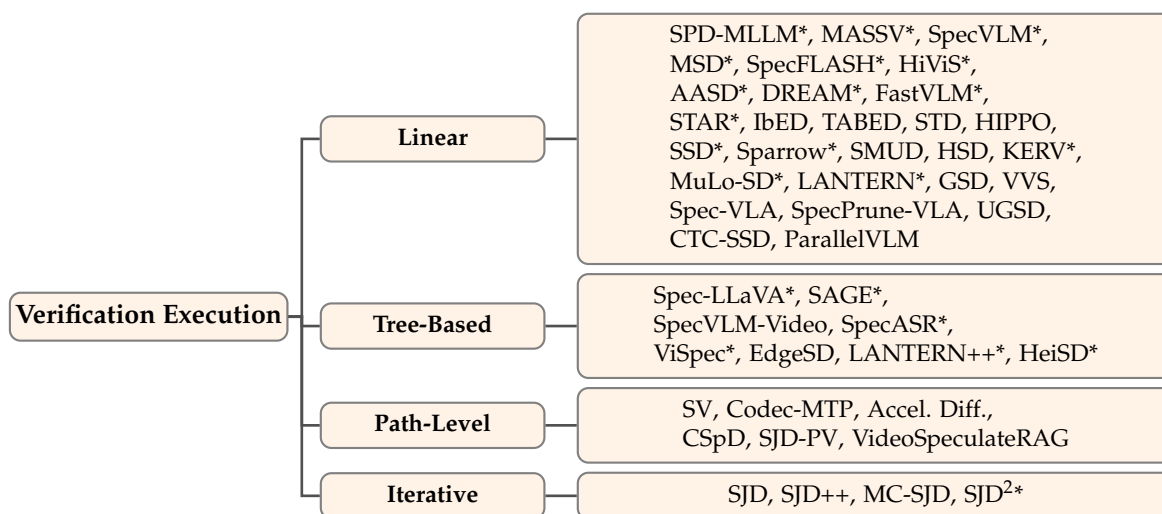 Verification Execution
Linear
SPD-MLLM*, MASSV*, SpecVLM*,
MSD*, SpecFLASH*, HiViS*,
AASD*, DREAM*, FastVLM*,
STAR*, IbED, TABED, STD, HIPPO,
SSD*, Sparrow*, SMUD, HSD, KERV*,
MuLo-SD*, LANTERN*, GSD, VVS,
Spec-VLA, SpecPrune-VLA, UGSD,
CTC-SSD, ParallelVLM
Tree-Based
Spec-LLaVA*, SAGE*,
SpecVLM-Video, SpecASR*,
ViSpec*, EdgeSD, LANTERN++*, HeiSD*
Path-Level
SV, Codec-MTP, Accel. Diff.,
CSpD, SJD-PV, VideoSpeculateRAG
Iterative
SJD, SJD++, MC-SJD, SJD²*